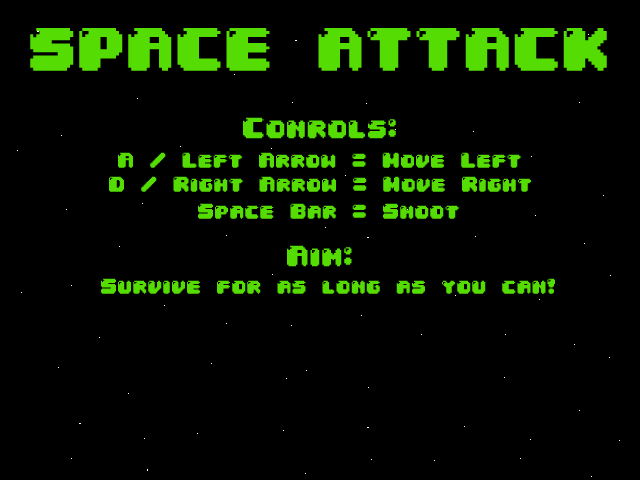 SPACE ATTACK
Conrols:
A / Left Arrow = Move Left
D / Right Arrow = Move Right
Space Bar = Shoot
Aim:
Survive for as long as you can!